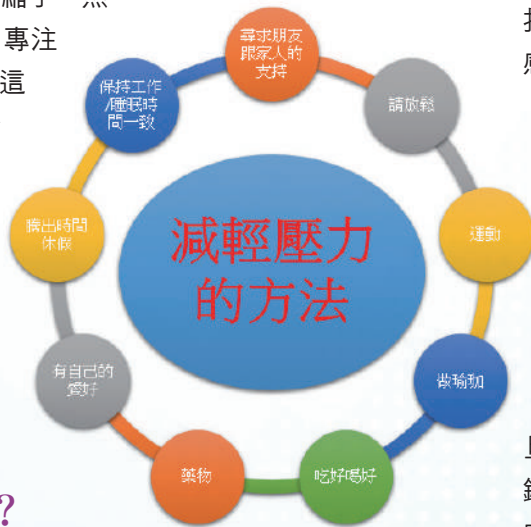 專注
這
減輕壓力
的方法
尋求朋友
跟家人的
支持
請放鬆
運動
做瑜珈
吃好喝好
藥物
有自己的
愛好
騰出時間
休假
保持工作
/睡眠時
間一致
?